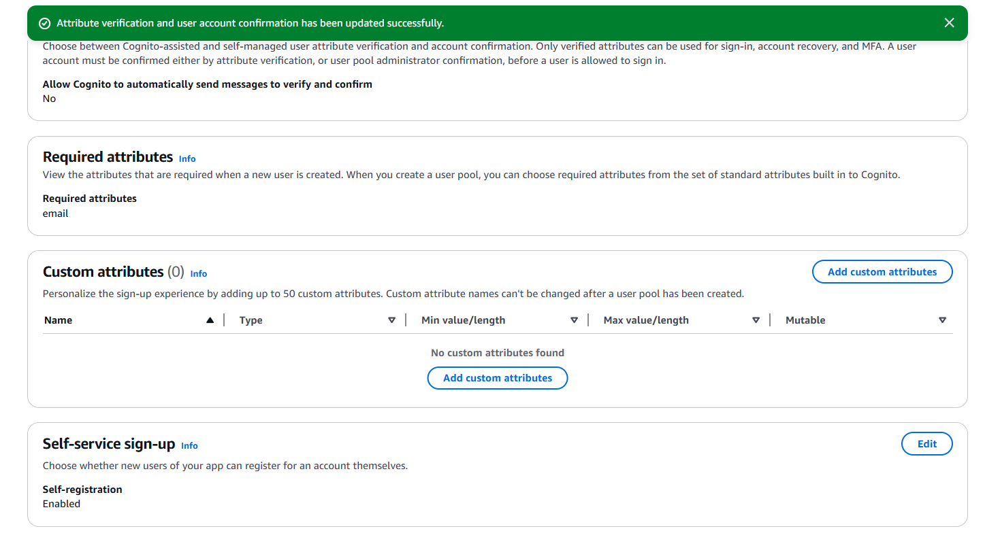 Attribute verification and user account confirmation has been updated successfully.
Choose between Cognito-assisted and self-managed user attribute verification and account confirmation. Only verified attributes can be used for sign-in, account recovery, and MFA. A user
account must be confirmed either by attribute verification, or user pool administrator confirmation, before a user is allowed to sign in.
Allow Cognito to automatically send messages to verify and confirm
No
Required attributes Info
View the attributes that are required when a new user is created. When you create a user pool, you can choose required attributes from the set of standard attributes built in to Cognito.
Required attributes
email
Custom attributes (0) Info
Add custom attributes
Personalize the sign-up experience by adding up to 50 custom attributes. Custom attribute names can't be changed after a user pool has been created.
Name Type Min value/length Max value/length Mutable
No custom attributes found
Add custom attributes
Self-service sign-up Info
Edit
Choose whether new users of your app can register for an account themselves.
Self-registration
Enabled